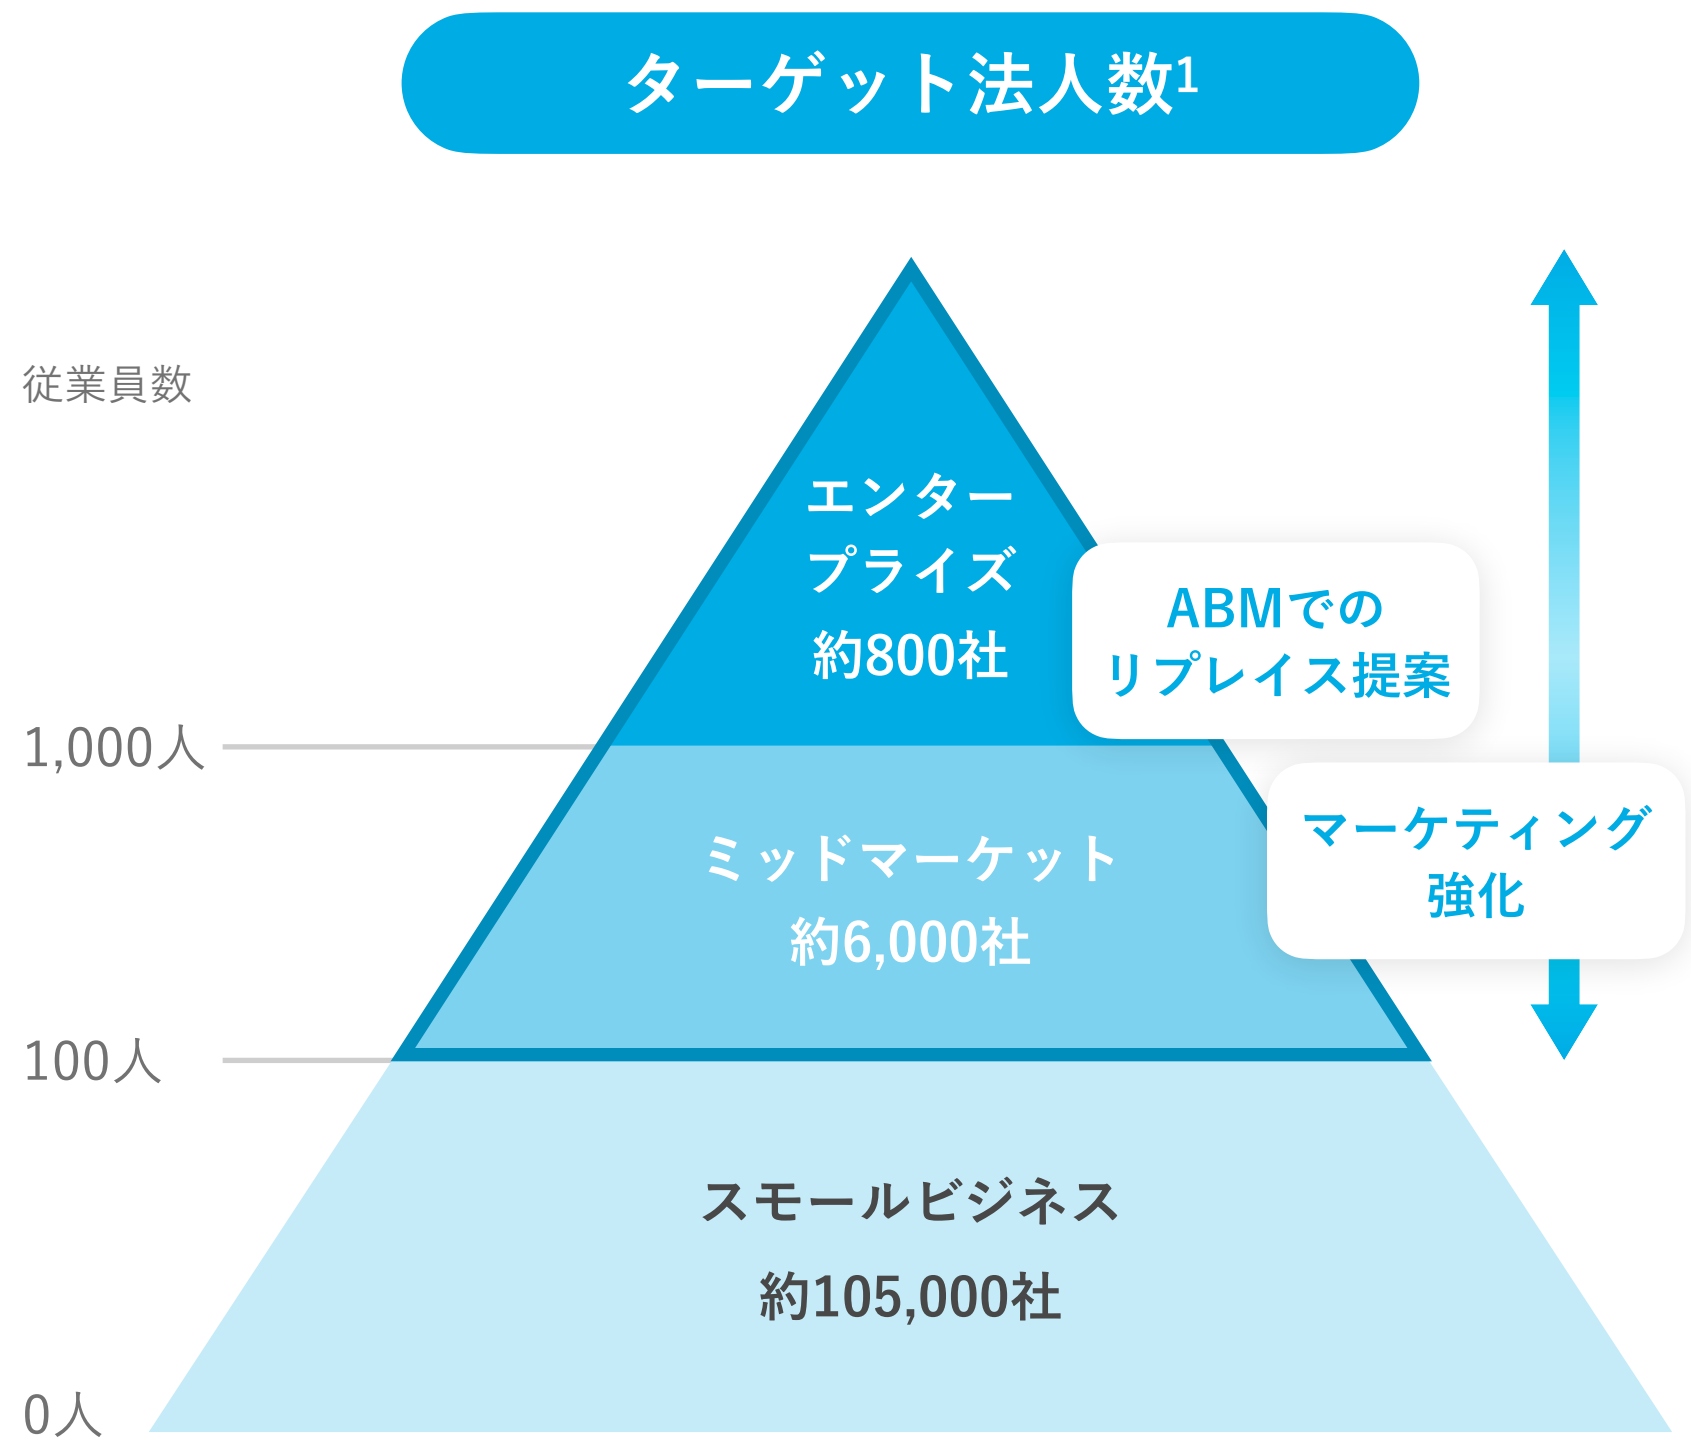 ターゲット法人数1
従業員数
エンター
プライズ
約800社
ABMでの
リプレイス提案
1,000人
マーケティング
強化
ミッドマーケット
約6,000社
100人
スモールビジネス
約105,000社
0人